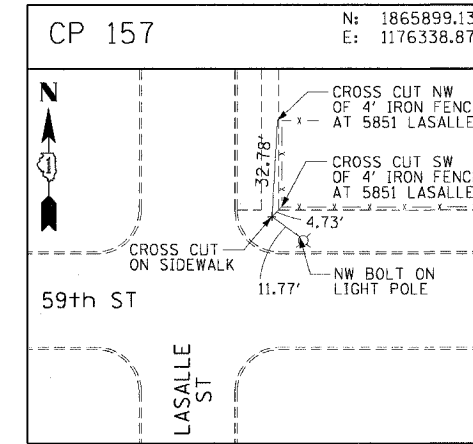 CP 157
N: 1865899.13
E: 1176338.87
N
1
CROSS CUT NW
OF 4' IRON FENC
AT 5851 LASALLE
32.78'
CROSS CUT SW
OF 4' IRON FENC
AT 5851 LASALLE
4.73'
CROSS CUT
ON SIDEWALK
11.77'
NW BOLT ON
LIGHT POLE
59th ST
LASALLE
ST